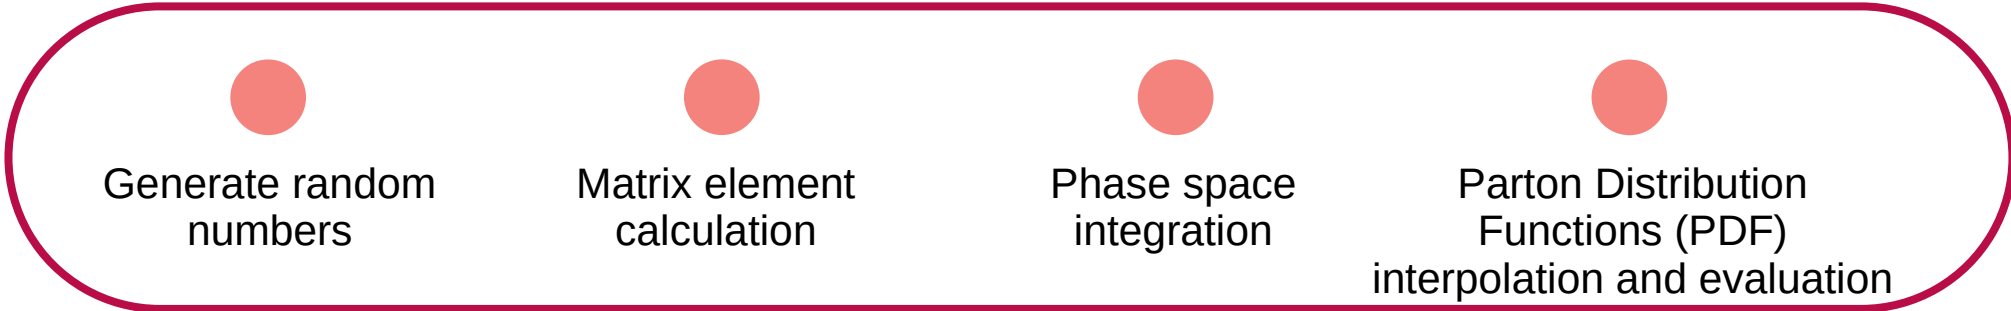 Generate random
numbers
Matrix element
calculation
Phase space
integration
Parton Distribution
Functions (PDF)
interpolation and evaluation